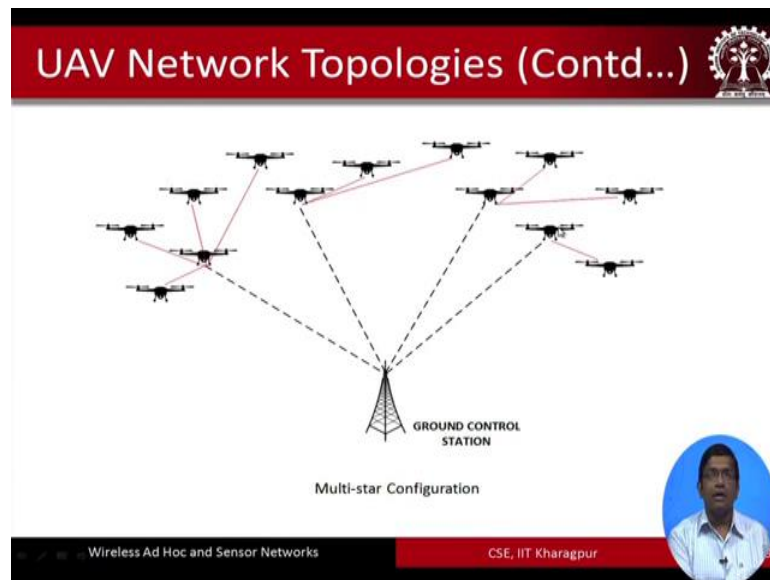 UAV Network Topologies (Contd...)
GROUND CONTROL
STATION
Multi-star Configuration
Wireless Ad Hoc and Sensor Networks
CSE, IIT Kharagpur